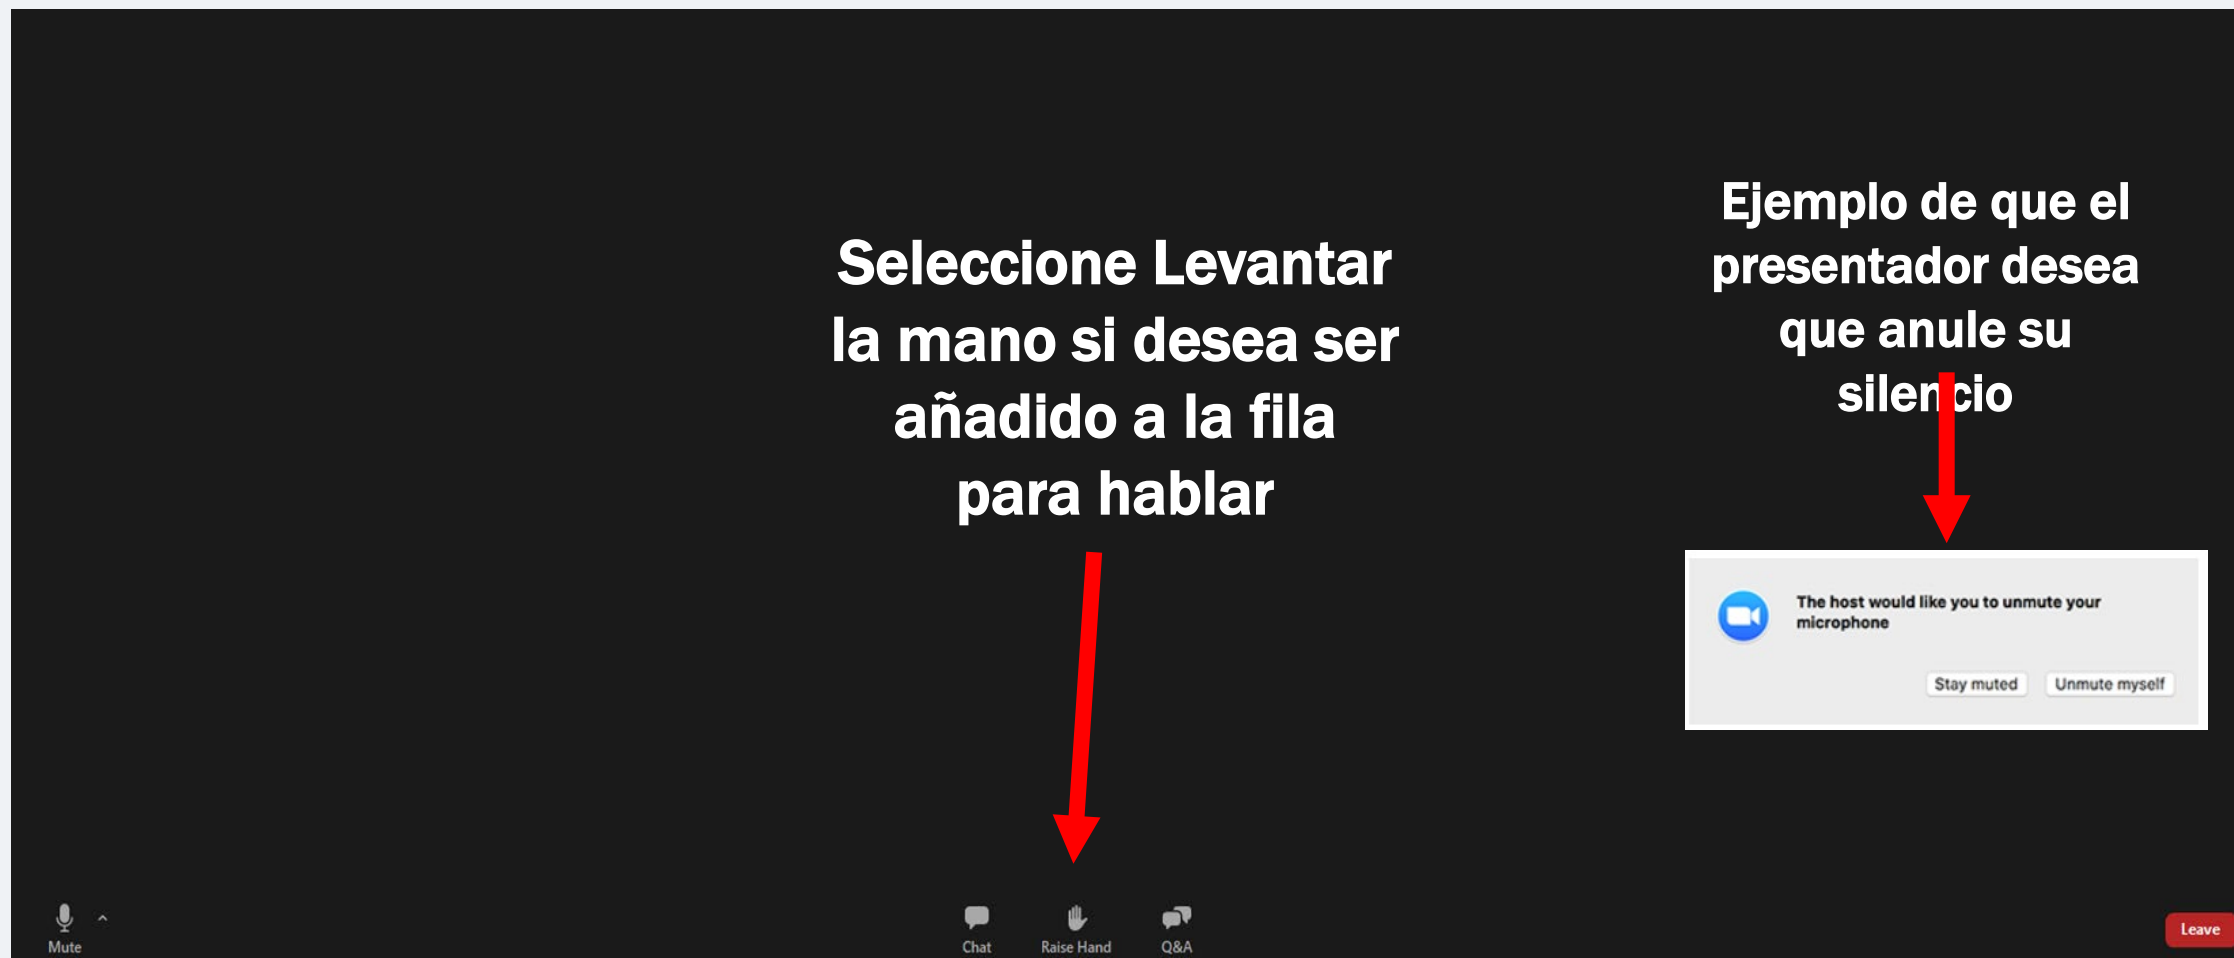 Seleccione Levantar
la mano si desea ser
añadido a la fila
para hablar
Ejemplo de que el
presentador desea
que anule su
silencio
The host would like you to unmute your
microphone
Stay muted
Unmute myself
Mute
Chat
Raise Hand
Q&A
Leave